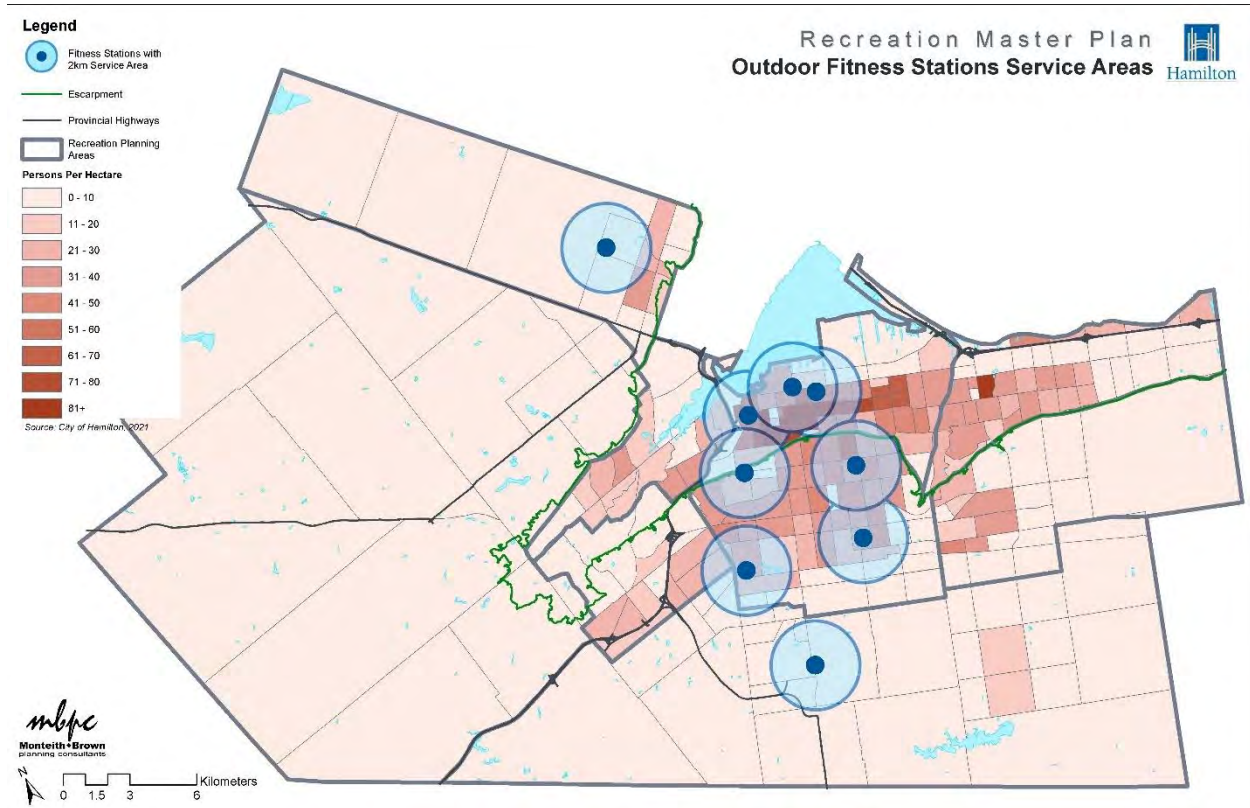 Legend
Fitness Stations with
2km Service Area
Escarpment
Provincial Highways
Recreation Planning
Areas
Persons Per Hectare
0 - 10
11 - 20
21 - 30
31 - 40
41 - 50
51 - 60
61 - 70
71 - 80
81+
Source: City of Hamilton, 2021
Recreation Master Plan
Outdoor Fitness Stations Service Areas
Hamilton
mbpc
Monteith+Brown
planning consultants
N
Kilometers
0 1.5 3 6